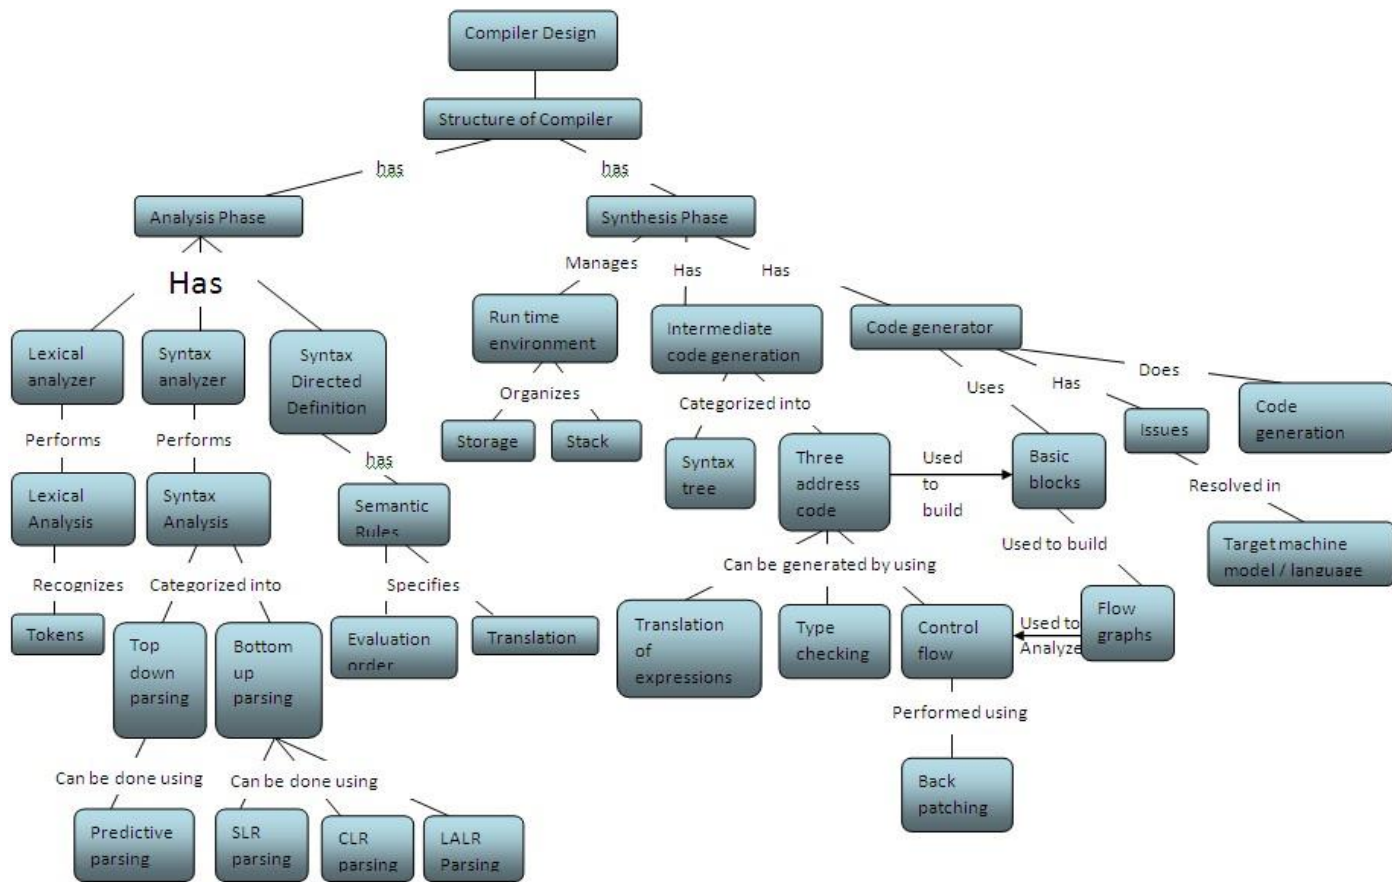 Compiler Design
Structure of Compiler
has
has
Analysis Phase
Synthesis Phase
Has
Manages
Has
Has
Lexical
analyzer
Syntax
analyzer
Syntax
Directed
Definition
Run time
environment
Intermediate
code generation
Code generator
Performs
Performs
has
Organizes
Categorized into
Uses
Has
Does
Storage
Stack
Syntax
tree
Three
address
code
Used
to
build
Basic
blocks
Issues
Code
generation
Lexical
Analysis
Syntax
Analysis
Semantic
Rules
Resolved in
Recognizes
Categorized into
Specifies
Can be generated by using
Used to build
Target machine
model / language
Tokens
Top
down
parsing
Bottom
up
parsing
Evaluation
order
Translation
Translation
of
expressions
Type
checking
Control
flow
Used to
Analyze
Flow
graphs
Performed using
Can be done using
Can be done using
Back
patching
Predictive
parsing
SLR
parsing
CLR
parsing
LALR
Parsing